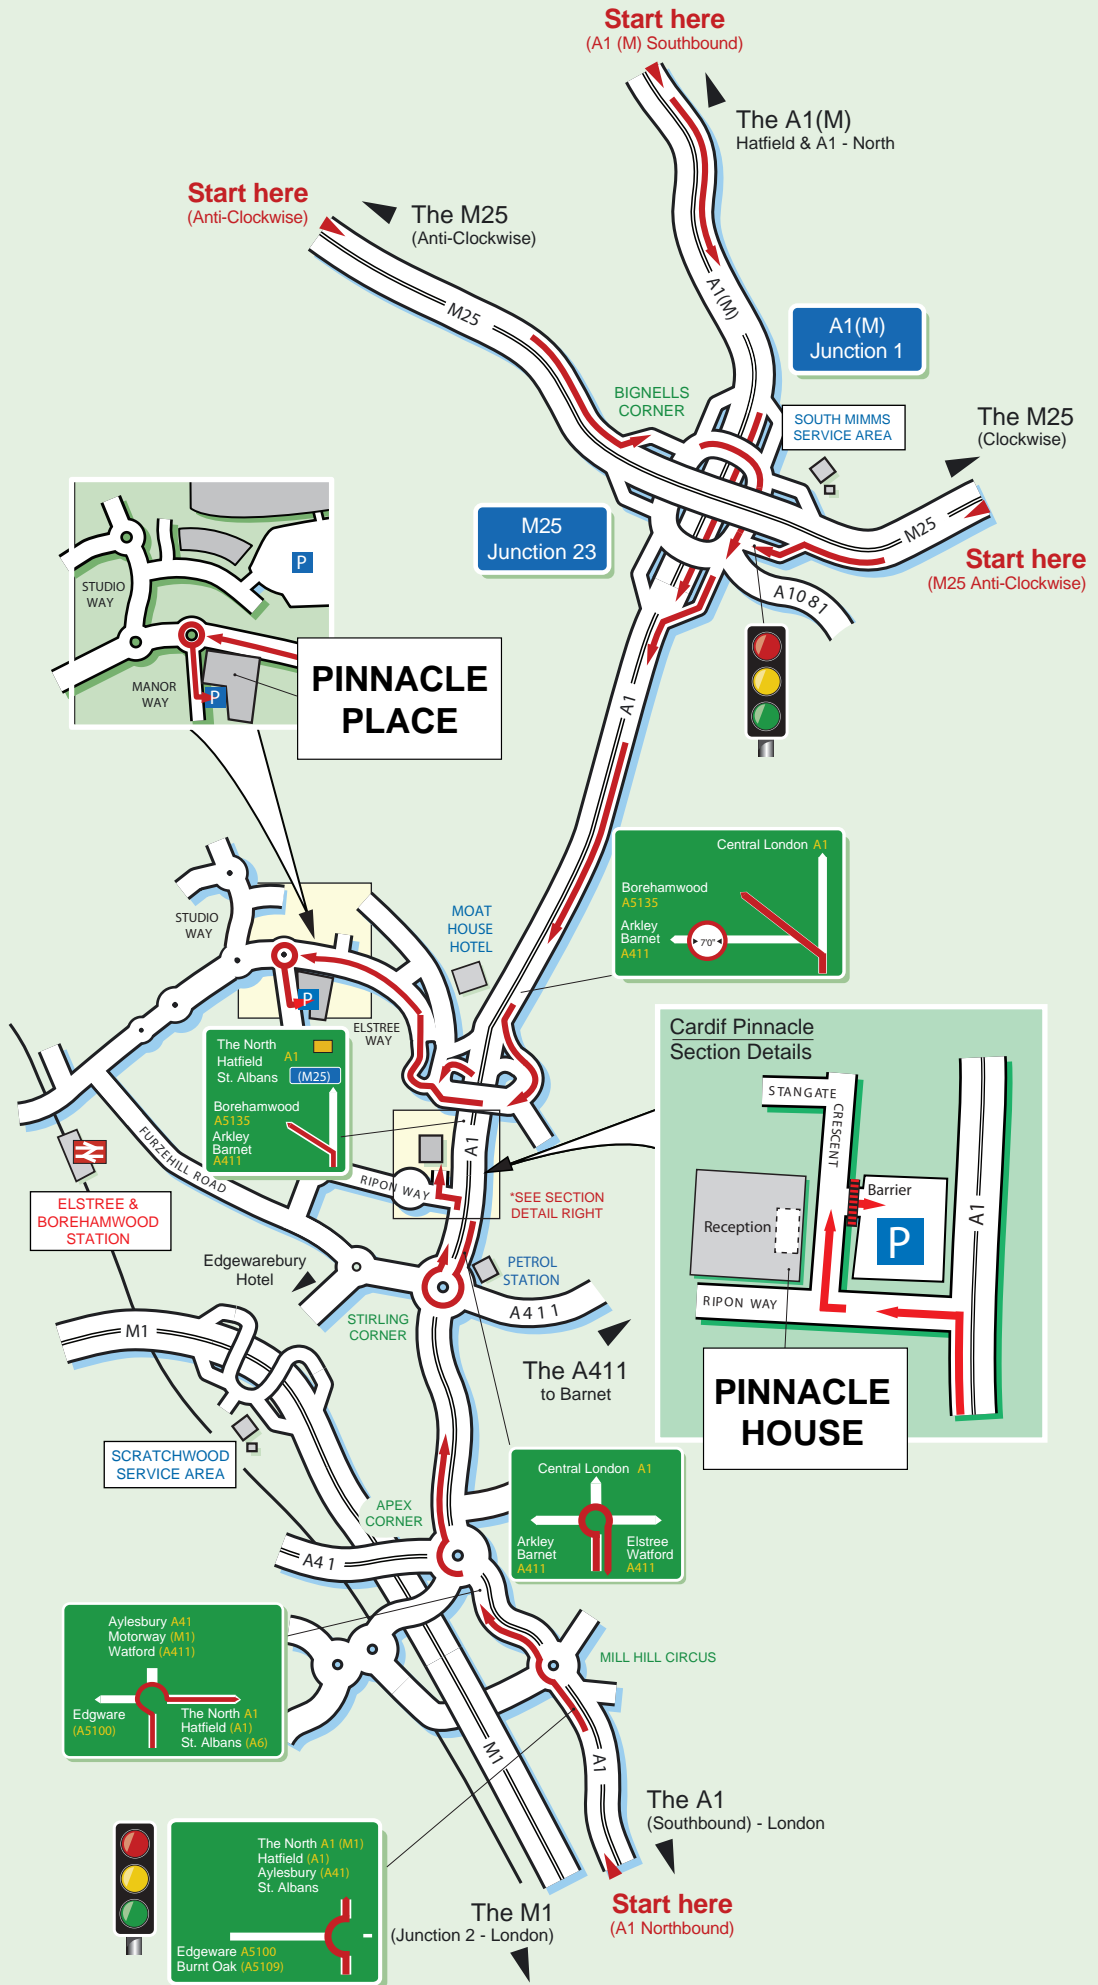 Start here
(A1 (M) Southbound)
The A1(M)
Hatfield & A1 - North
Start here
(Anti-Clockwise)
The M25
(Anti-Clockwise)
M25
A1(M)
A1(M)
Junction 1
BIGNELLS
CORNER
SOUTH MIMMS
SERVICE AREA
The M25
(Clockwise)
M25
Junction 23
M25
Start here
(M25 Anti-Clockwise)
A1081
P
STUDIO
WAY
MANOR
WAY
P
PINNACLE
PLACE
A1
Central London A1
Borehamwood
A5135
Arkley
Barnet
A411
7'0"
STUDIO
WAY
MOAT
HOUSE
HOTEL
P
ELSTREE
WAY
The North
Hatfield
St. Albans
A1
(M25)
Borehamwood
A5135
Arkley
Barnet
A411
Cardif Pinnacle
Section Details
STANGATE
CRESCENT
Barrier
Reception
P
A1
RIPON WAY
PINNACLE
HOUSE
A1
FURZEHILL ROAD
RIPON WAY
*SEE SECTION
DETAIL RIGHT
ELSTREE &
BOREHAMWOOD
STATION
Edgewarebury
Hotel
PETROL
STATION
A411
STIRLING
CORNER
M1
The A411
to Barnet
SCRATCHWOOD
SERVICE AREA
APEX
CORNER
Central London A1
Arkley
Barnet
A411
Elstree
Watford
A411
A41
Aylesbury A41
Motorway (M1)
Watford (A411)
Edgware
(A5100)
The North A1
Hatfield (A1)
St. Albans (A6)
MILL HILL CIRCUS
M1
A1
The A1
(Southbound) - London
The North A1 (M1)
Hatfield (A1)
Aylesbury (A41)
St. Albans
Edgeware A5100
Burnt Oak (A5109)
The M1
(Junction 2 - London)
Start here
(A1 Northbound)